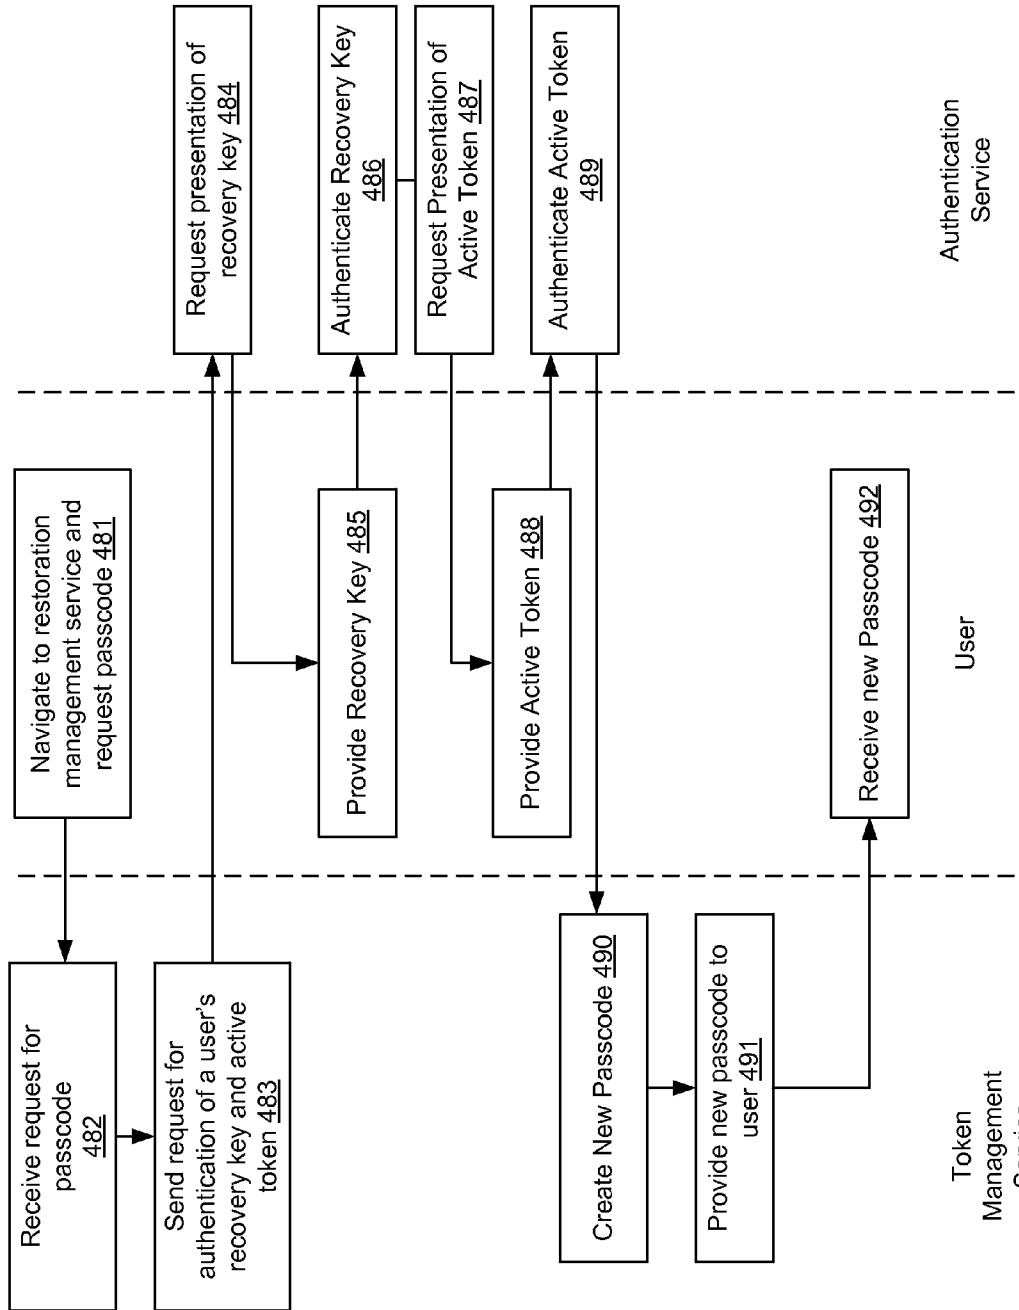 Navigate to restoration
management service and
request passcode 481
Receive request for
passcode
482
Send request for
authentication of a user's
recovery key and active
token 483
Request presentation of
recovery key 484
Provide Recovery Key 485
Authenticate Recovery Key
486
Request Presentation of
Active Token 487
Provide Active Token 488
Authenticate Active Token
489
Create New Passcode 490
Provide new passcode to
user 491
Receive new Passcode 492
Token
Management
User
Authentication
Service